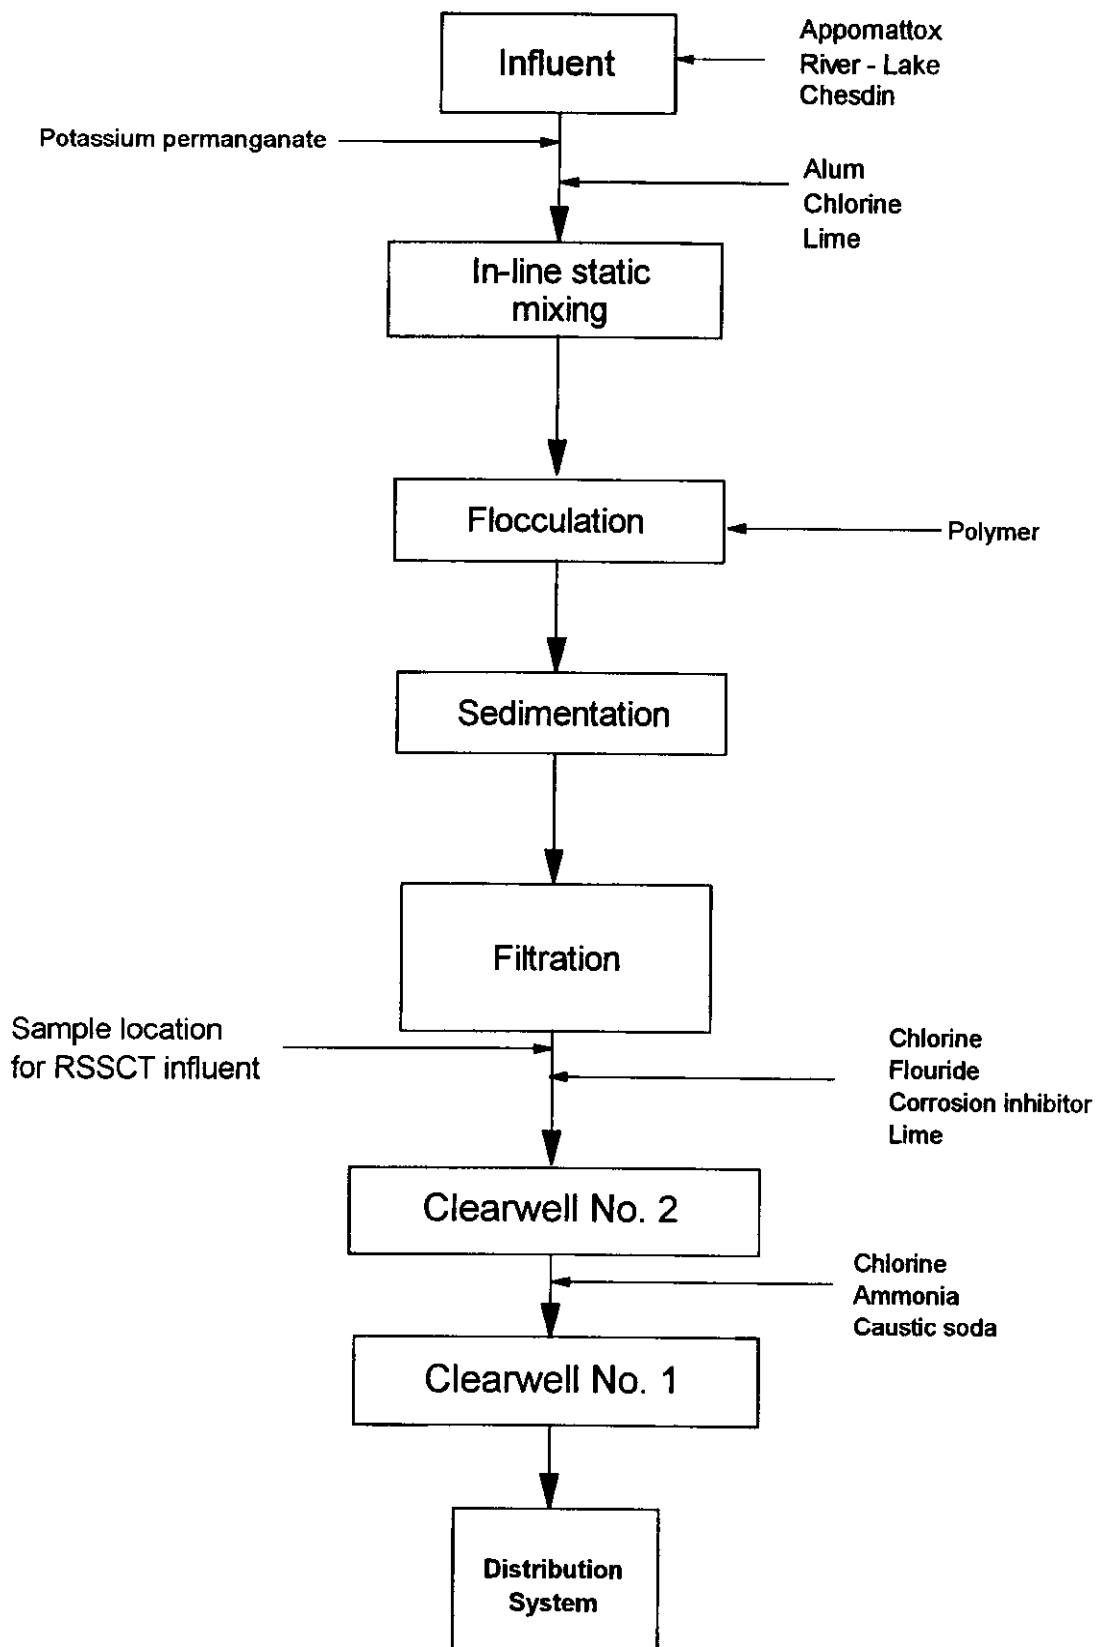 Influent
Appomattox
River - Lake
Chesdin
Potassium permanganate
Alum
Chlorine
Lime
In-line static
mixing
Flocculation
Polymer
Sedimentation
Filtration
Sample location
for RSSCT influent
Chlorine
Flouride
Corrosion inhibitor
Lime
Clearwell No. 2
Chlorine
Ammonia
Caustic soda
Clearwell No. 1
Distribution
System